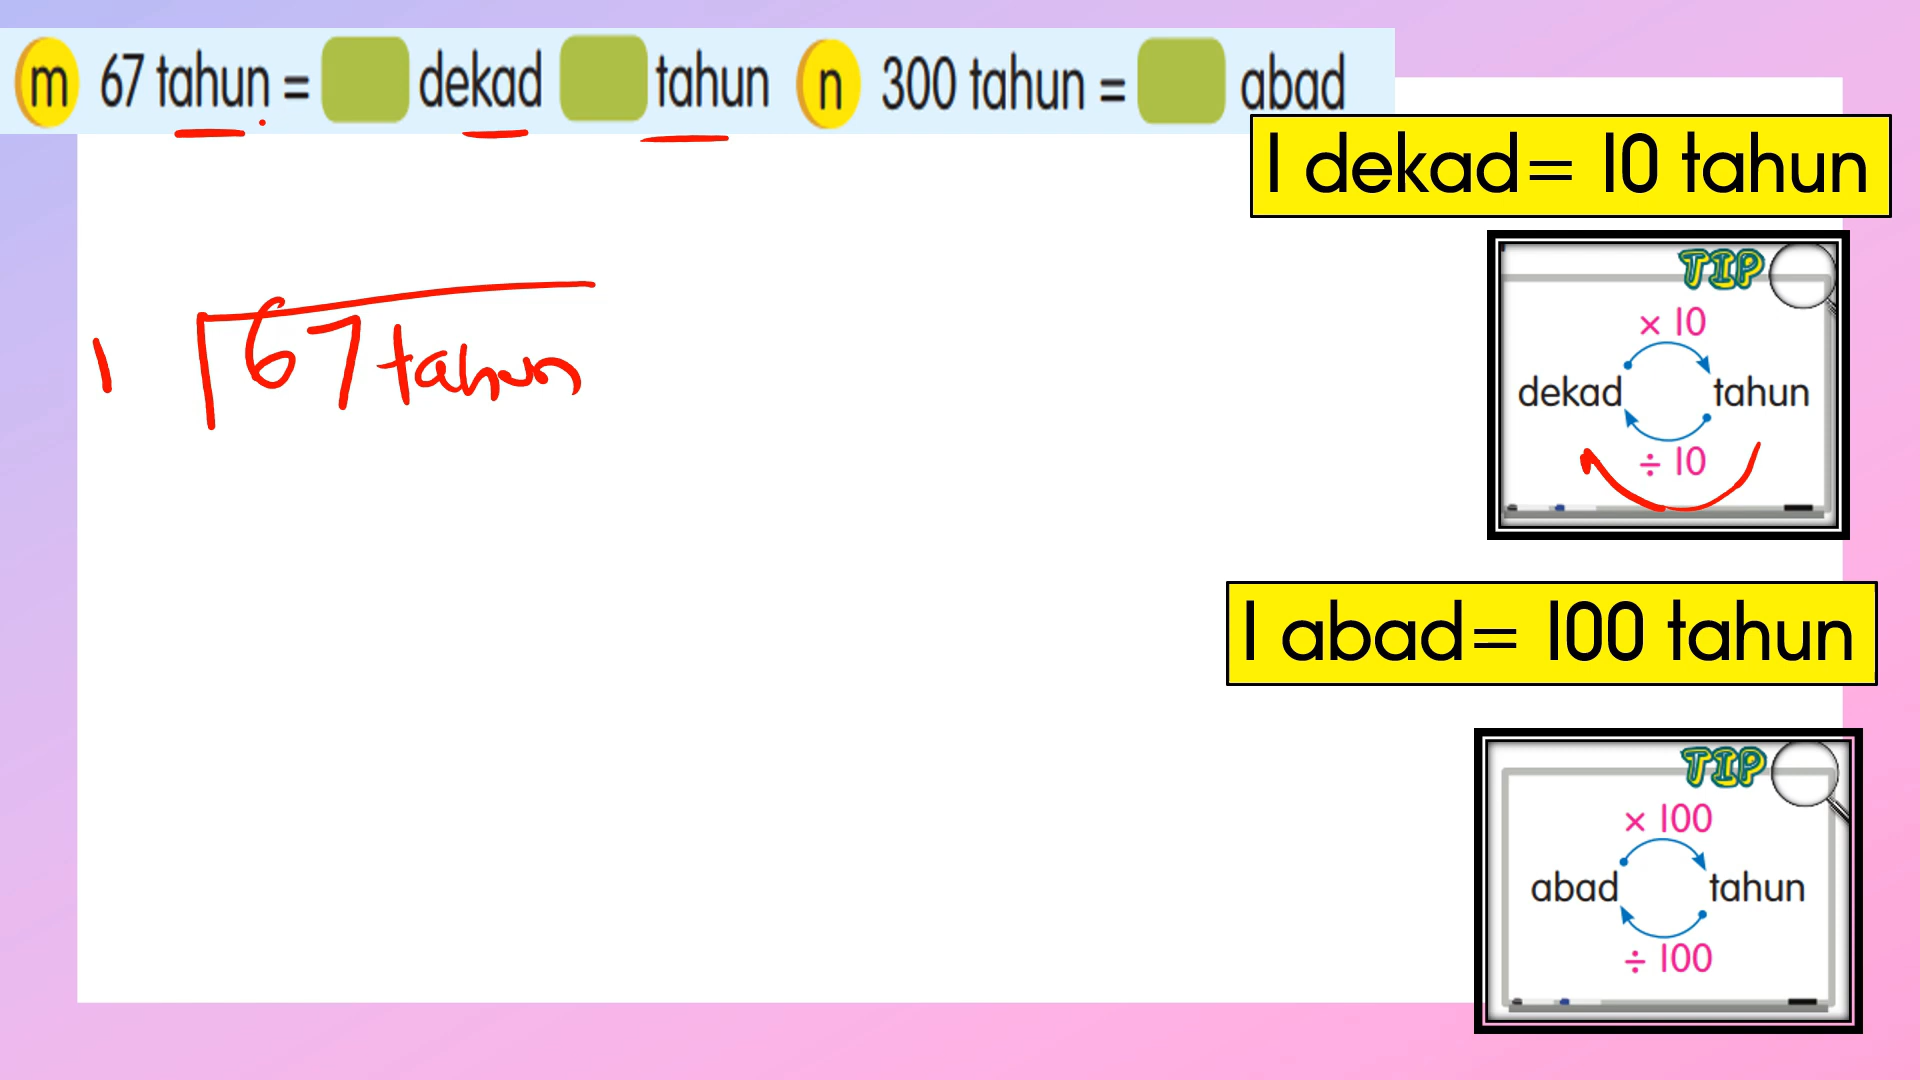 m 67 tahun = dekad tahun n 300 tahun = abad
1 dekad= 10 tahun
TIP
× 10
dekad tahun
÷ 10
1 67 tahun
1 abad= 100 tahun
TIP
× 100
abad tahun
÷ 100